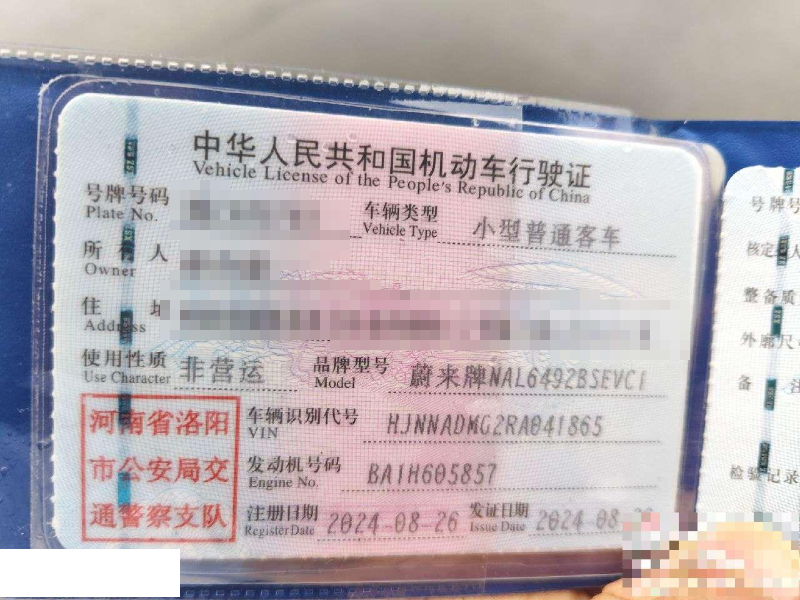 中华人民共和国机动车行驶证
Vehicle License of the People's Republic of China
号牌号码
Plate No.
车辆类型 小型普通客车
Vehicle Type
所有人
Owner
住址
Address
使用性质 非营运
Use Character
品牌型号 蔚来牌NAL6492BSEVC1
Model
河南省洛阳
市公安局交
通警察支队
车辆识别代号 HJNNADMG2RA041865
VIN
发动机号码 BA1H605857
Engine No.
注册日期 2024-08-26
Register Date
发证日期 2024-08-
Issue Date
号牌号
核定 人
整备质
外廓尺
备 注
检验记录